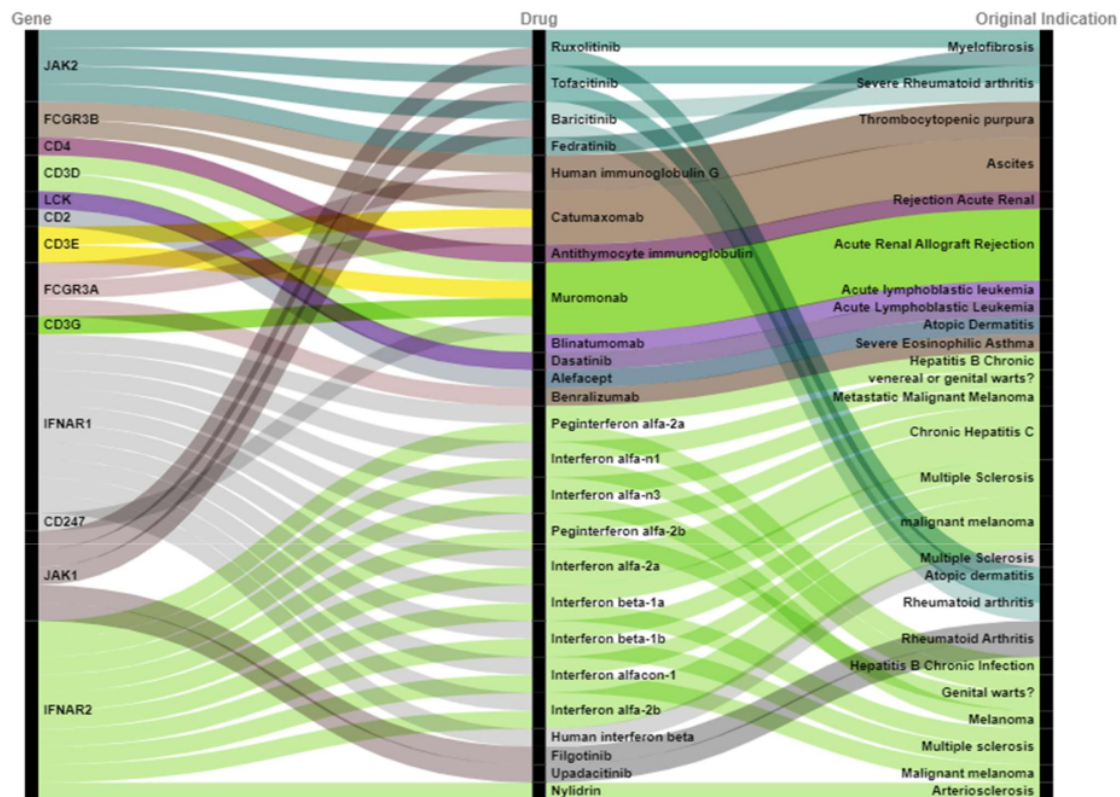 Gene
Drug
Original Indication
JAK2
FCGR3B
CD4
CD3D
LCK
CD2
CD3E
FCGR3A
CD3G
IFNAR1
CD247
JAK1
IFNAR2
Ruxolitinib
Tofacitinib
Baricitinib
Fedratinib
Human immunoglobulin G
Catumaxomab
Antithymocyte immunoglobulin
Muromonab
Blinatumomab
Dasatinib
Alefacept
Benralizumab
Peginterferon alfa-2a
Interferon alfa-n1
Interferon alfa-n3
Peginterferon alfa-2b
Interferon alfa-2a
Interferon beta-1a
Interferon beta-1b
Interferon alfacon-1
Interferon alfa-2b
Human interferon beta
Filgotinib
Upadacitinib
Nylidrin
Myelofibrosis
Severe Rheumatoid arthritis
Thrombocytopenic purpura
Ascites
Rejection Acute Renal
Acute Renal Allograft Rejection
Acute lymphoblastic leukemia
Acute Lymphoblastic Leukemia
Atopic Dermatitis
Severe Eosinophilic Asthma
Hepatitis B Chronic
venereal or genital warts?
Metastatic Malignant Melanoma
Chronic Hepatitis C
Multiple Sclerosis
malignant melanoma
Multiple Sclerosis
Atopic dermatitis
Rheumatoid arthritis
Rheumatoid Arthritis
Hepatitis B Chronic Infection
Genital warts?
Melanoma
Multiple sclerosis
Malignant melanoma
Arteriosclerosis